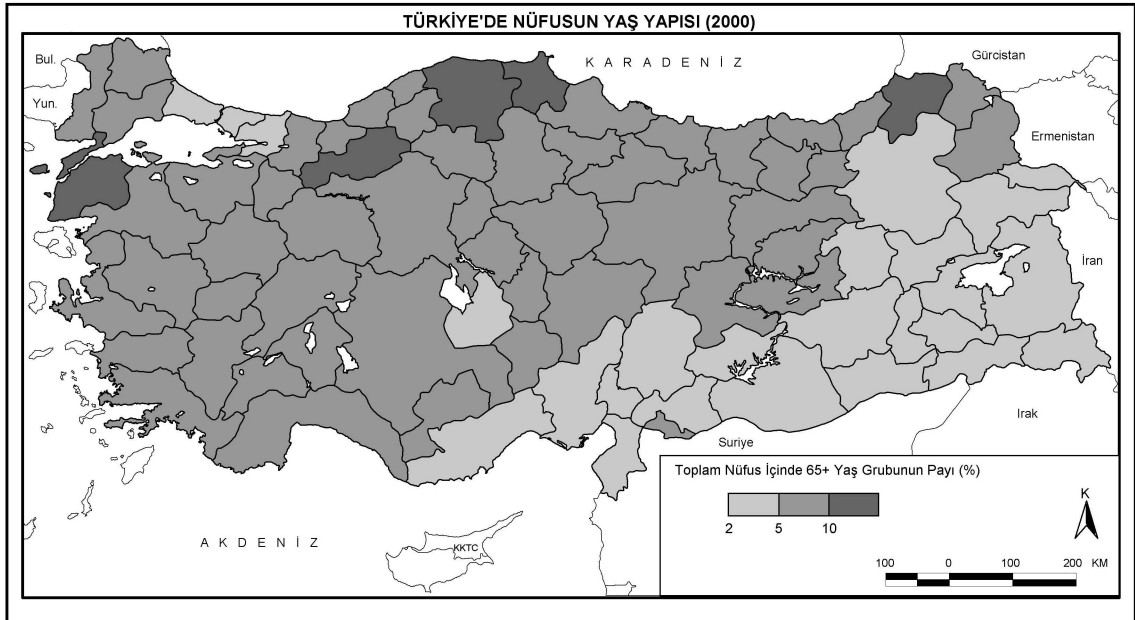 TÜRKİYE'DE NÜFUSUN YAŞ YAPISI (2000)
Bul.
K A R A D E N İ Z
Gürcistan
Yun.
Ermenistan
İran
Irak
Suriye
A K D E N İ Z
KKTC
Toplam Nüfus İçinde 65+ Yaş Grubunun Payı (%)
2 5 10
K
100 0 100 200 KM